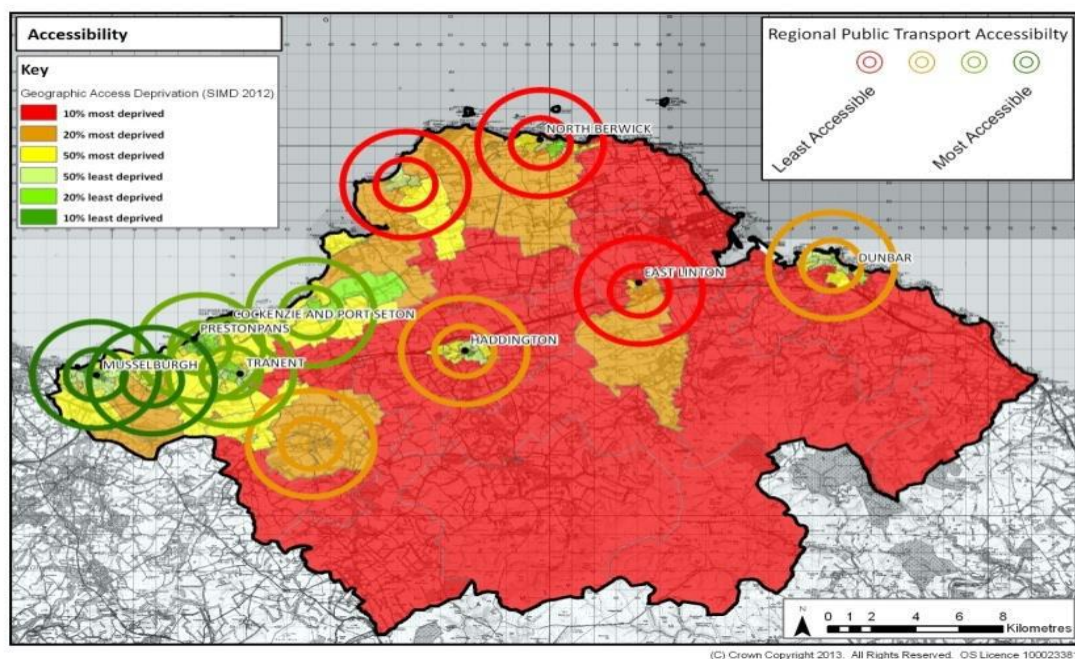 Accessibility
Key
Geographic Access Deprivation (SIMD 2012)
10% most deprived
20% most deprived
50% most deprived
50% least deprived
20% least deprived
10% least deprived
Regional Public Transport Accessibilty
Least Accessible
Most Accessible
NORTH BERWICK
EAST LINTON
DUNBAR
COCKENZIE AND PORT SETON
PRESTONPANS
HADDINGTON
MUSSELBURGH
TRANENT
N
0 1 2 4 6 8
Kilometres
(C) Crown Copyright 2013. All Rights Reserved. OS Licence 100023381